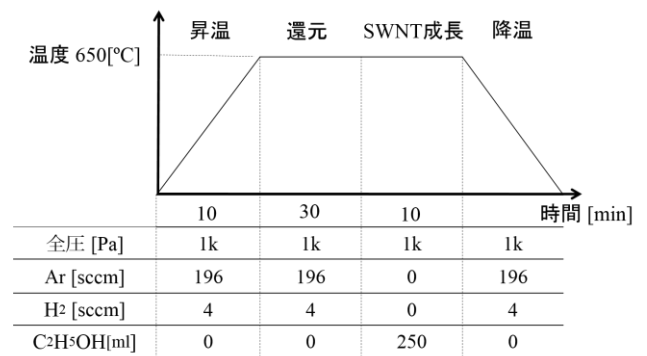 昇温 還元 SWNT成長 降温
温度 650[ºC]
10 30 10 時間 [min]
全圧 [Pa] 1k 1k 1k 1k
Ar [sccm] 196 196 0 196
H2 [sccm] 4 4 0 4
C2H5OH[ml] 0 0 250 0